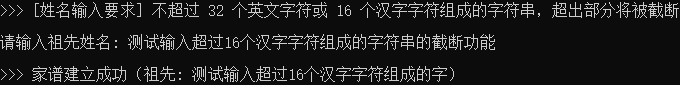 >>> [姓名输入要求] 不超过 32 个英文字符或 16 个汉字字符组成的字符串，超出部分将被截断
请输入祖先姓名: 测试输入超过16个汉字字符组成的字符串的截断功能
>>> 家谱建立成功（祖先: 测试输入超过16个汉字字符组成的字）